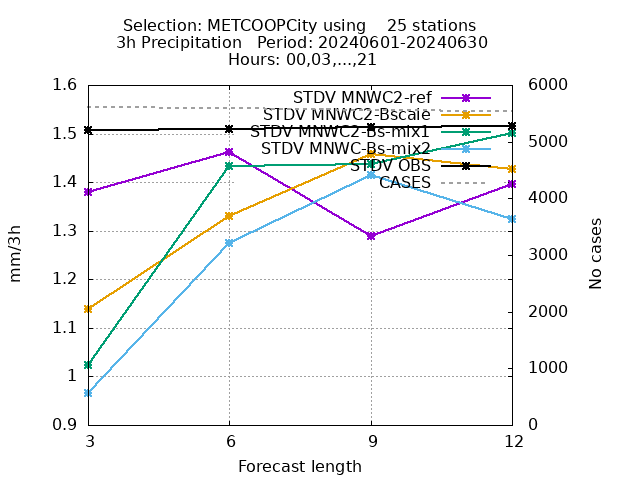 Selection: METCOOPCity using 25 stations
3h Precipitation Period: 20240601-20240630
Hours: 00,03,...,21
STDV MNWC2-ref
STDV MNWC2-Bscale
STDV MNWC2-Bs-mix1
STDV MNWC-Bs-mix2
STDV OBS
CASES
1.6
1.5
1.4
1.3
1.2
1.1
1
0.9
mm/3h
6000
5000
4000
3000
2000
1000
0
No cases
3 6 9 12
Forecast length